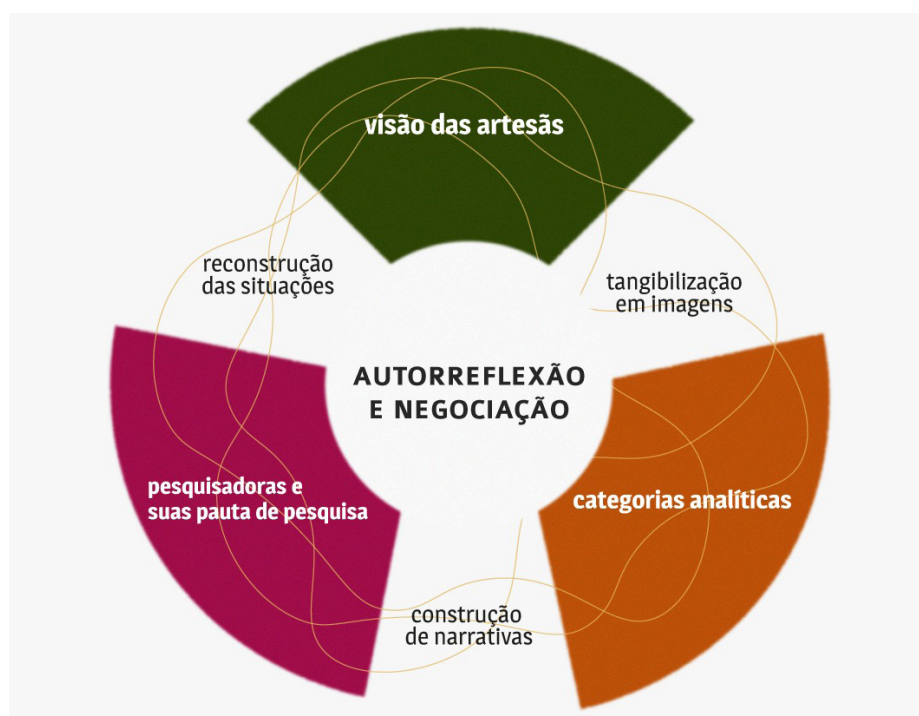 visão das artesãs
reconstrução
das situações
tangibilização
em imagens
AUTORREFLEXÃO
E NEGOCIAÇÃO
pesquisadoras e
suas pauta de pesquisa
categorias analíticas
construção
de narrativas